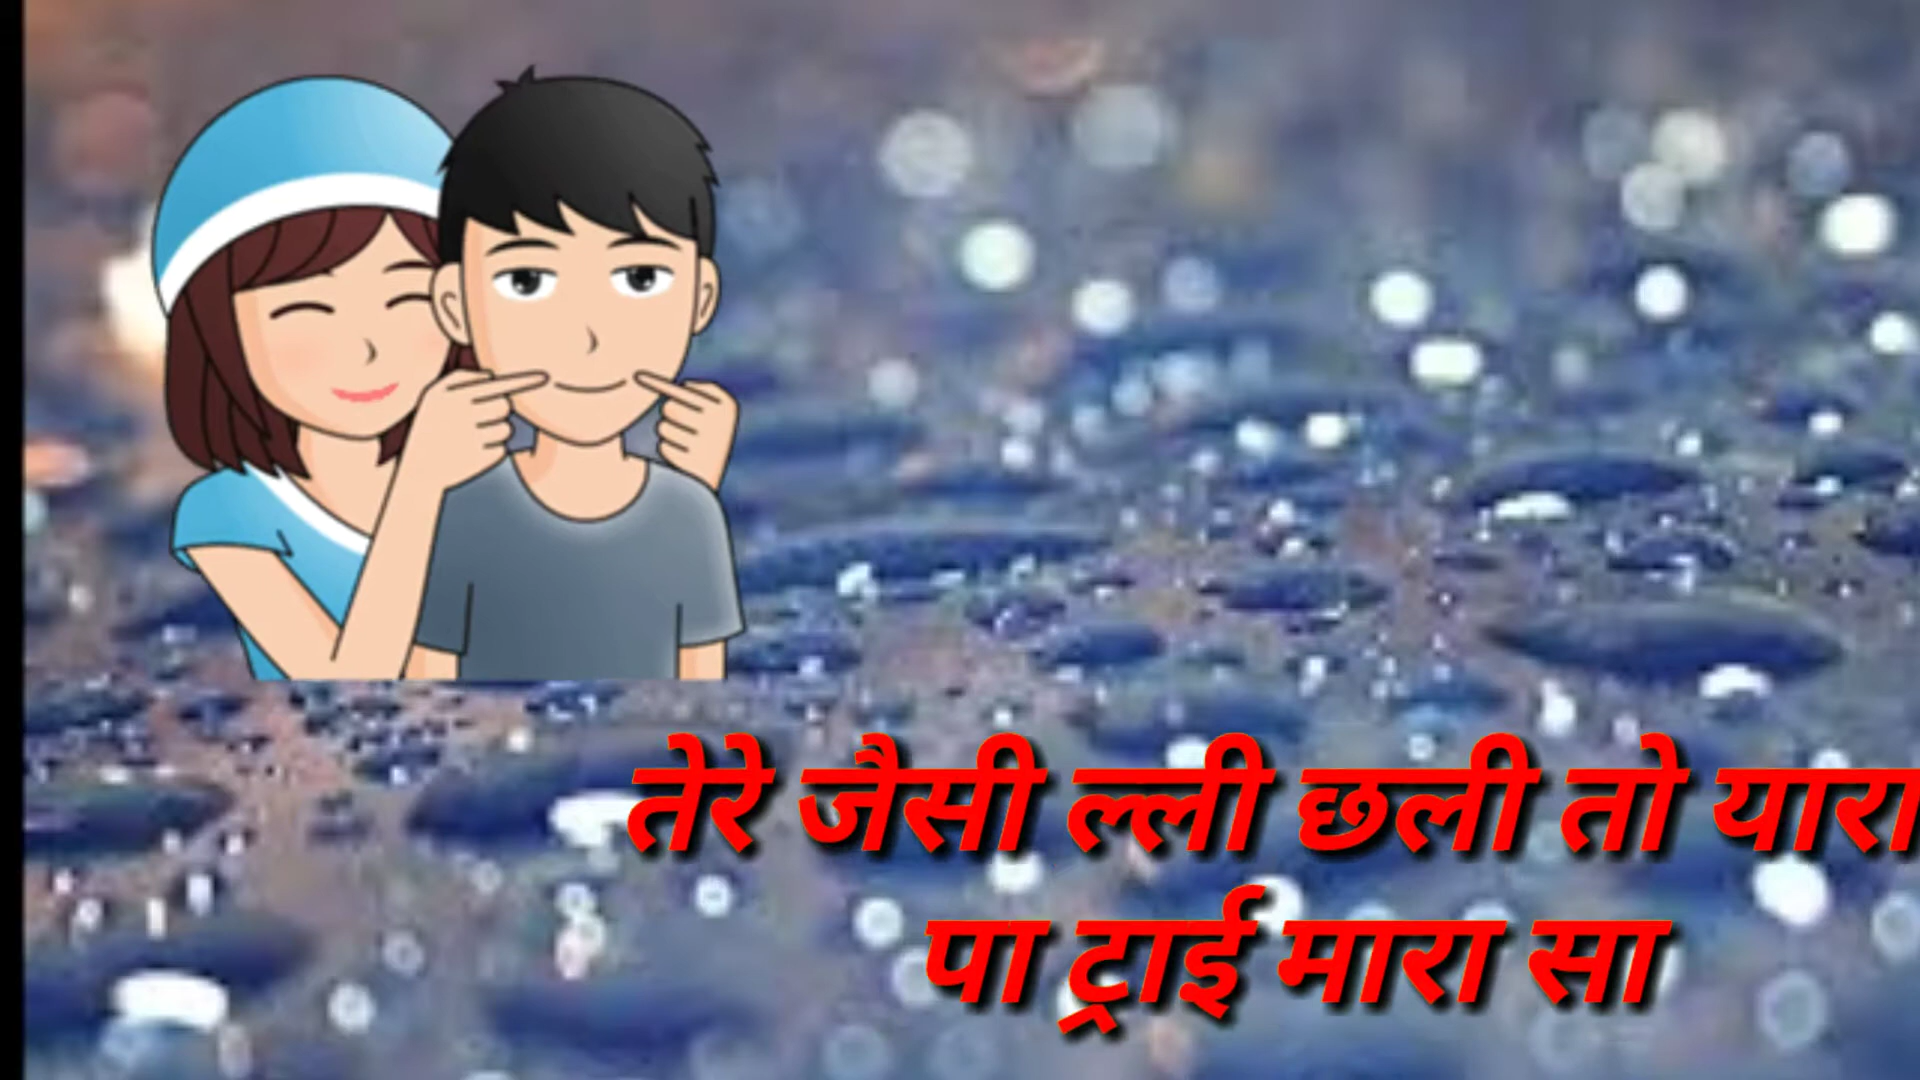 तेरे जैसी ल्ली छली तो यारा
पा ट्राई मारा सा